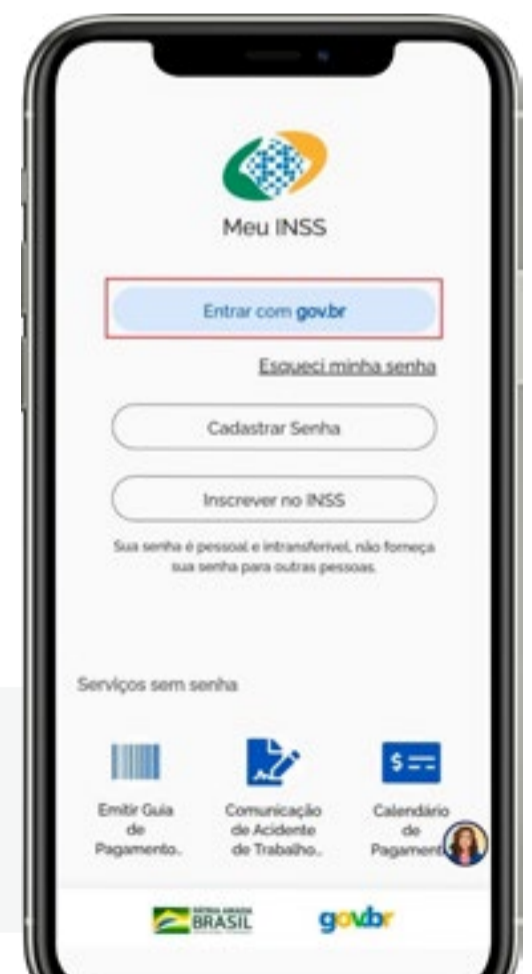 Meu INSS
Entrar com gov.br
Esqueci minha senha
Cadastrar Senha
Inscrever no INSS
Sua senha é pessoal e intransferível, não forneça
sua senha para outras pessoas.
Serviços sem senha
Emitir Guia
de
Pagamento..
Comunicação
de Acidente
de Trabalho..
Calendário
de
Pagament
PÁTRIA AMADA
BRASIL
gov.br